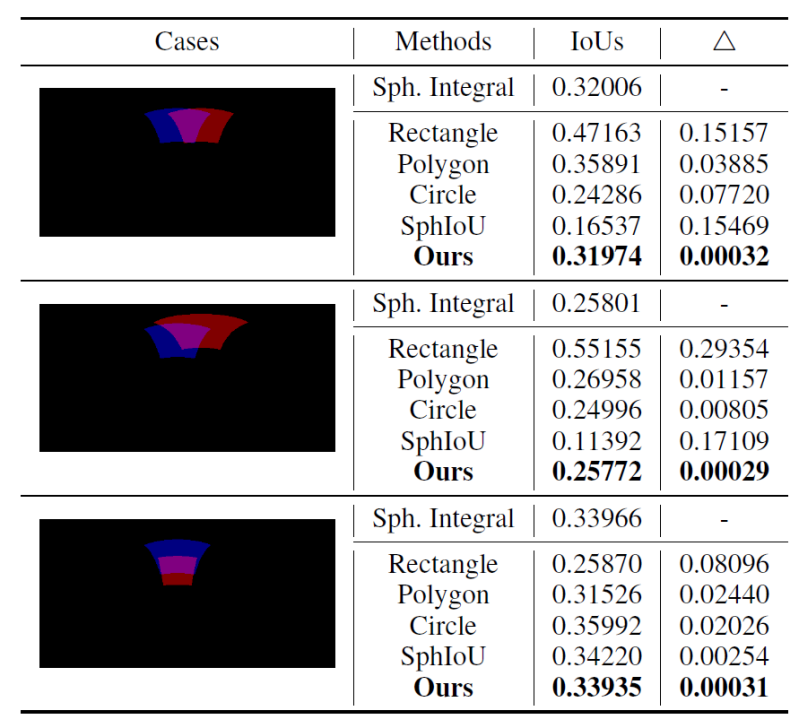 Cases Methods IoUs △
Sph. Integral 0.32006 -
Rectangle 0.47163 0.15157
Polygon 0.35891 0.03885
Circle 0.24286 0.07720
SphIoU 0.16537 0.15469
Ours 0.31974 0.00032
Sph. Integral 0.25801 -
Rectangle 0.55155 0.29354
Polygon 0.26958 0.01157
Circle 0.24996 0.00805
SphIoU 0.11392 0.17109
Ours 0.25772 0.00029
Sph. Integral 0.33966 -
Rectangle 0.25870 0.08096
Polygon 0.31526 0.02440
Circle 0.35992 0.02026
SphIoU 0.34220 0.00254
Ours 0.33935 0.00031